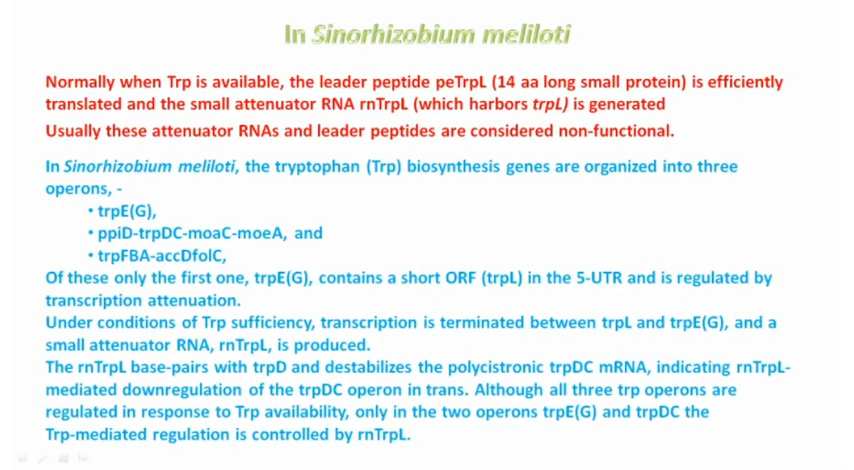 In Sinorhizobium meliloti
Normally when Trp is available, the leader peptide peTrpL (14 aa long small protein) is efficiently
translated and the small attenuator RNA rnTrpL (which harbors trpL) is generated
Usually these attenuator RNAs and leader peptides are considered non-functional.
In Sinorhizobium meliloti, the tryptophan (Trp) biosynthesis genes are organized into three
operons, -
• trpE(G),
• ppiD-trpDC-moaC-moeA, and
• trpFBA-accDfolC,
Of these only the first one, trpE(G), contains a short ORF (trpL) in the 5-UTR and is regulated by
transcription attenuation.
Under conditions of Trp sufficiency, transcription is terminated between trpL and trpE(G), and a
small attenuator RNA, rnTrpL, is produced.
The rnTrpL base-pairs with trpD and destabilizes the polycistronic trpDC mRNA, indicating rnTrpL-
mediated downregulation of the trpDC operon in trans. Although all three trp operons are
regulated in response to Trp availability, only in the two operons trpE(G) and trpDC the
Trp-mediated regulation is controlled by rnTrpL.